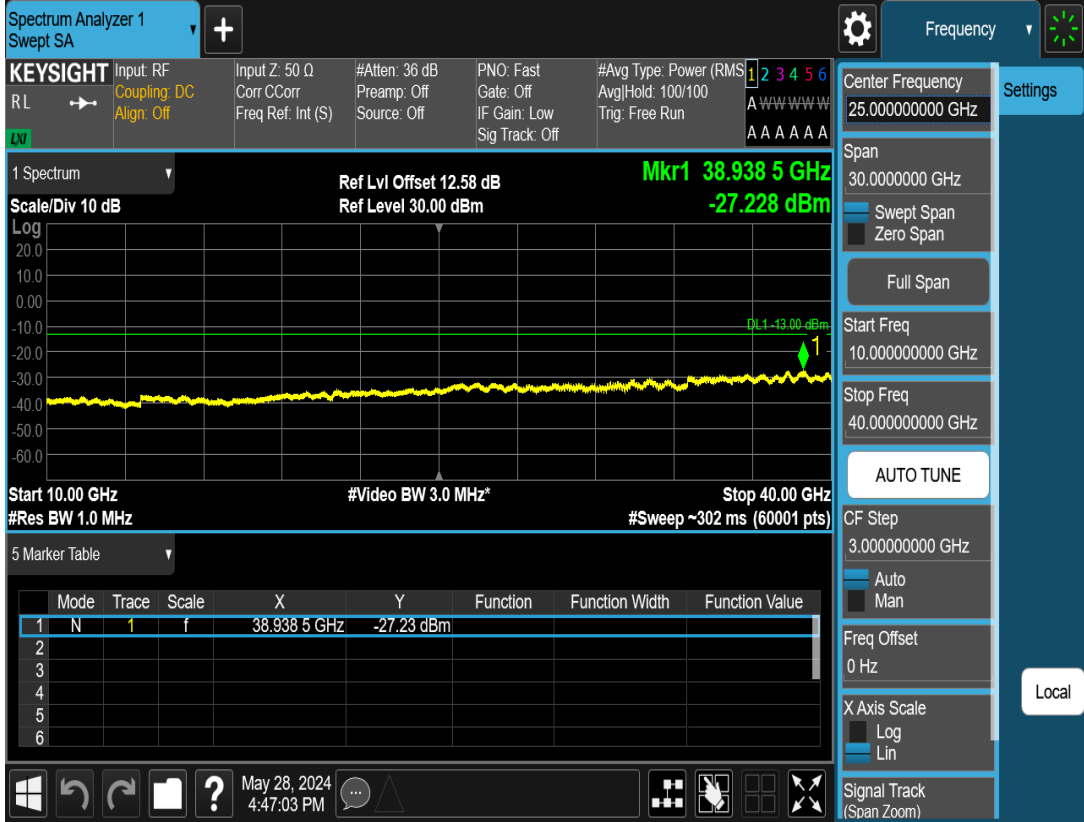 Spectrum Analyzer 1
Swept SA
+
Frequency
KEYSIGHT
RL
LXI
Input: RF
Coupling: DC
Align: Off
Input Z: 50 Ω
Corr CCorr
Freq Ref: Int (S)
#Atten: 36 dB
Preamp: Off
Source: Off
PNO: Fast
Gate: Off
IF Gain: Low
Sig Track: Off
#Avg Type: Power (RMS
Avg|Hold: 100/100
Trig: Free Run
1 2 3 4 5 6
A W W W W W
A A A A A A
1 Spectrum
Scale/Div 10 dB
Ref Lvl Offset 12.58 dB
Ref Level 30.00 dBm
Mkr1 38.938 5 GHz
-27.228 dBm
Log
20.0
10.0
0.00
-10.0
-20.0
-30.0
-40.0
-50.0
-60.0
DL1 -13.00 dBm
1
Start 10.00 GHz
#Video BW 3.0 MHz*
Stop 40.00 GHz
#Res BW 1.0 MHz
#Sweep ~302 ms (60001 pts)
5 Marker Table
Mode Trace Scale X Y Function Function Width Function Value
1 N 1 f 38.938 5 GHz -27.23 dBm
2
3
4
5
6
?
May 28, 2024
4:47:03 PM
Center Frequency
25.000000000 GHz
Span
30.0000000 GHz
Swept Span
Zero Span
Full Span
Start Freq
10.000000000 GHz
Stop Freq
40.000000000 GHz
AUTO TUNE
CF Step
3.000000000 GHz
Auto
Man
Freq Offset
0 Hz
X Axis Scale
Log
Lin
Signal Track
(Span Zoom)
Settings
Local